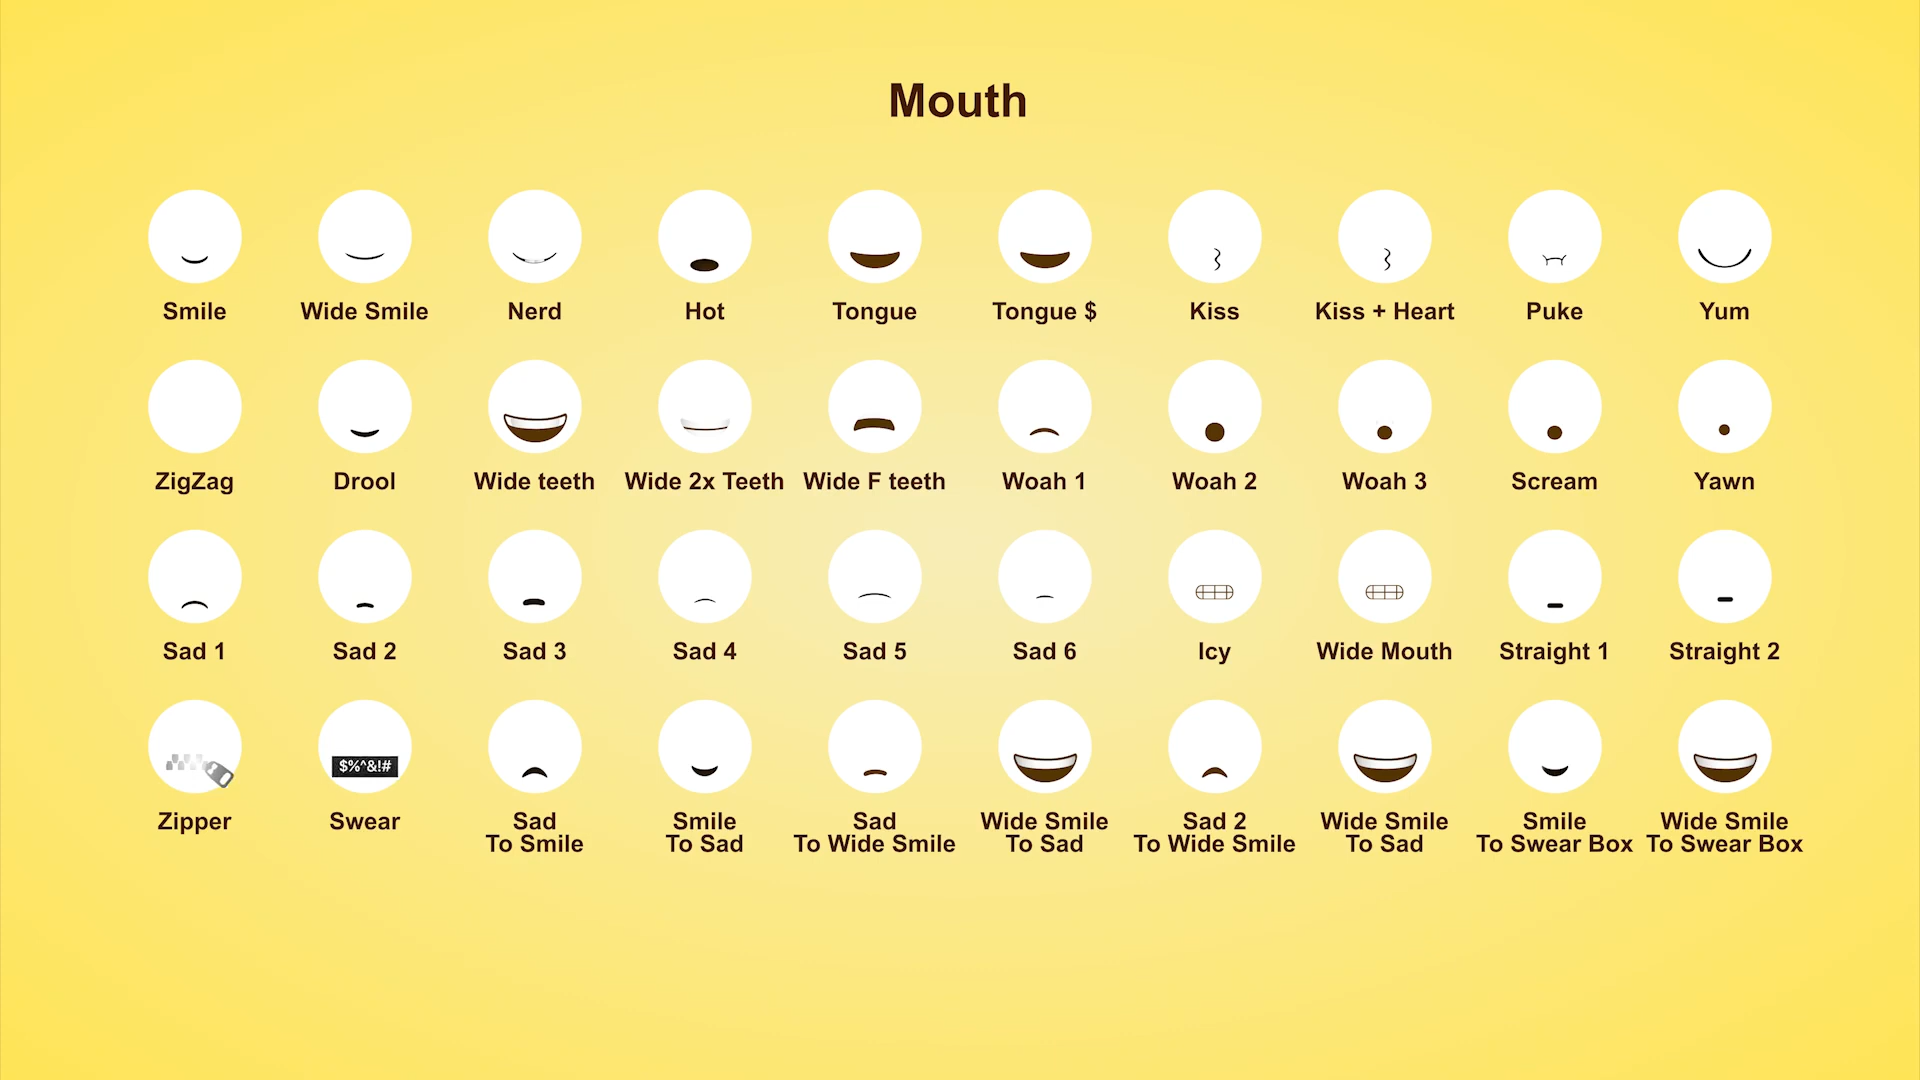 Mouth
Smile
Wide Smile
Nerd
Hot
Tongue
Tongue $
Kiss
Kiss + Heart
Puke
Yum
ZigZag
Drool
Wide teeth
Wide 2x Teeth
Wide F teeth
Woah 1
Woah 2
Woah 3
Scream
Yawn
Sad 1
Sad 2
Sad 3
Sad 4
Sad 5
Sad 6
Icy
Wide Mouth
Straight 1
Straight 2
Zipper
$%^&!#
Swear
Sad
To Smile
Smile
To Sad
Sad
To Wide Smile
Wide Smile
To Sad
Sad 2
To Wide Smile
Wide Smile
To Sad
Smile
To Swear Box
Wide Smile
To Swear Box